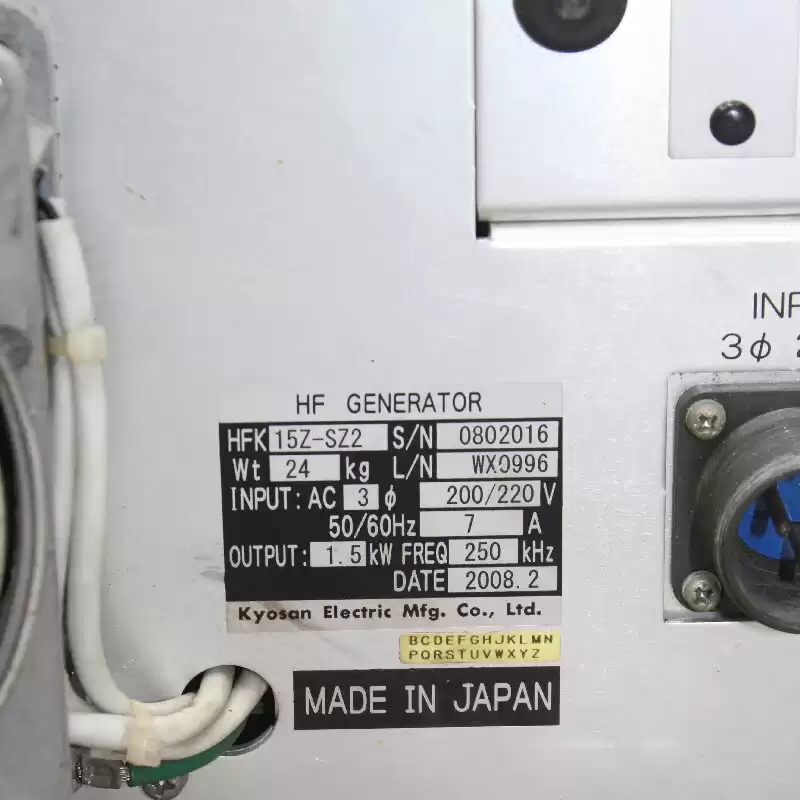 INP
3φ 2
HF GENERATOR
HFK 15Z-SZ2 S/N 0802016
Wt 24 kg L/N WX0996
INPUT: AC 3 φ 200/220 V
50/60Hz 7 A
OUTPUT: 1.5 kW FREQ 250 kHz
DATE 2008.2
Kyosan Electric Mfg. Co., Ltd.
BCDEFGHJKLMN
PQRSTUVWXYZ
MADE IN JAPAN